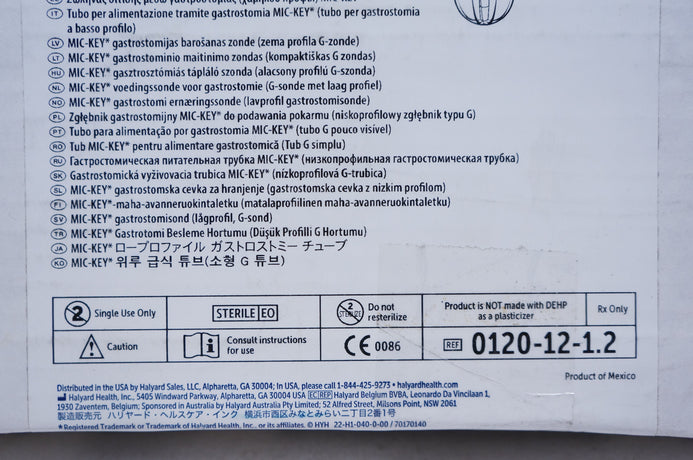 IT Tubo per alimentazione tramite gastrostomia MIC-KEY* (tubo per gastrostomia
a basso profilo)
LV MIC-KEY* gastrostomijas barošanas zonde (zema profila G-zonde)
LT MIC-KEY* gastrostominio maitinimo zondas (kompaktiškas G zondas)
HU MIC-KEY* gasztrosztómiás tápláló szonda (alacsony profilú G-szonda)
NL MIC-KEY* voedingssonde voor gastrostomie (G-sonde met laag profiel)
NO MIC-KEY* gastrostomi ernæringssonde (lavprofil gastrostomisonde)
PL Zgłębnik gastrostomijny MIC-KEY* do podawania pokarmu (niskoprofilowy zgłębnik typu G)
PT Tubo para alimentação por gastrostomia MIC-KEY* (tubo G pouco visível)
RO Tub MIC-KEY* pentru alimentare gastrostomică (Tub G simplu)
RU Гастростомическая питательная трубка MIC-KEY* (низкопрофильная гастростомическая трубка)
SK Gastrostomická vyživovacia trubica MIC-KEY* (nízkoprofilová G-trubica)
SL MIC-KEY* gastrostomska cevka za hranjenje (gastrostomska cevka z nizkim profilom)
FI MIC-KEY*-maha-avanneruokintaletku (matalaprofiilinen maha-avanneruokintaletku)
SV MIC-KEY* gastrostomisond (lågprofil, G-sond)
TR MIC-KEY* Gastrotomi Besleme Hortumu (Düşük Profilli G Hortumu)
JA MIC-KEY* ロープロファイル ガストロストミー チューブ
KO MIC-KEY* 위루 급식 튜브(소형 G 튜브)
2 Single Use Only
STERILE EO
2 STERILIZE Do not
resterilize
Product is NOT made with DEHP
as a plasticizer
Rx Only
Caution
i Consult instructions
for use
CE 0086
REF 0120-12-1.2
Product of Mexico
Distributed in the USA by Halyard Sales, LLC, Alpharetta, GA 30004; In USA, please call 1-844-425-9273 • halyardhealth.com
Halyard Health, Inc., 5405 Windward Parkway, Alpharetta, GA 30004 USA EC REP Halyard Belgium BVBA, Leonardo Da Vincilaan 1,
1930 Zaventem, Belgium; Sponsored in Australia by Halyard Australia Pty Limited; 52 Alfred Street, Milsons Point, NSW 2061
製造販売元 ハリヤード・ヘルスケア・インク 横浜市西区みなとみらい二丁目2番1号
*Registered Trademark or Trademark of Halyard Health, Inc., or its affiliates. © HYH 22-H1-040-0-00 / 70170140